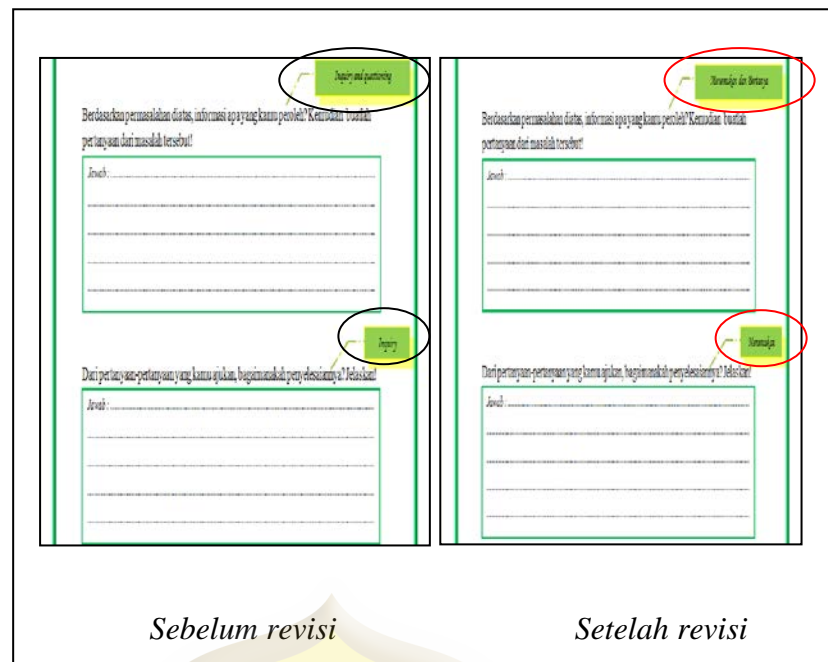 Inquiry and questioning
Berdasarkan permasalahan diatas, informasi apa yang kamu peroleh? Kemudian buatlah
pertanyaan dari masalah tersebut!
Jawab :
Inquiry
Dari pertanyaan-pertanyaan yang kamu ajukan, bagaimanakah penyelesaiannya? Jelaskan!
Jawab :
Sebelum revisi
dan Bertanya
Berdasarkan permasalahan diatas, informasi apa yang kamu peroleh? Kemudian buatlah
pertanyaan dari masalah tersebut!
Jawab :
Dari pertanyaan-pertanyaan yang kamu ajukan, bagaimanakah penyelesaiannya? Jelaskan!
Jawab :
Setelah revisi